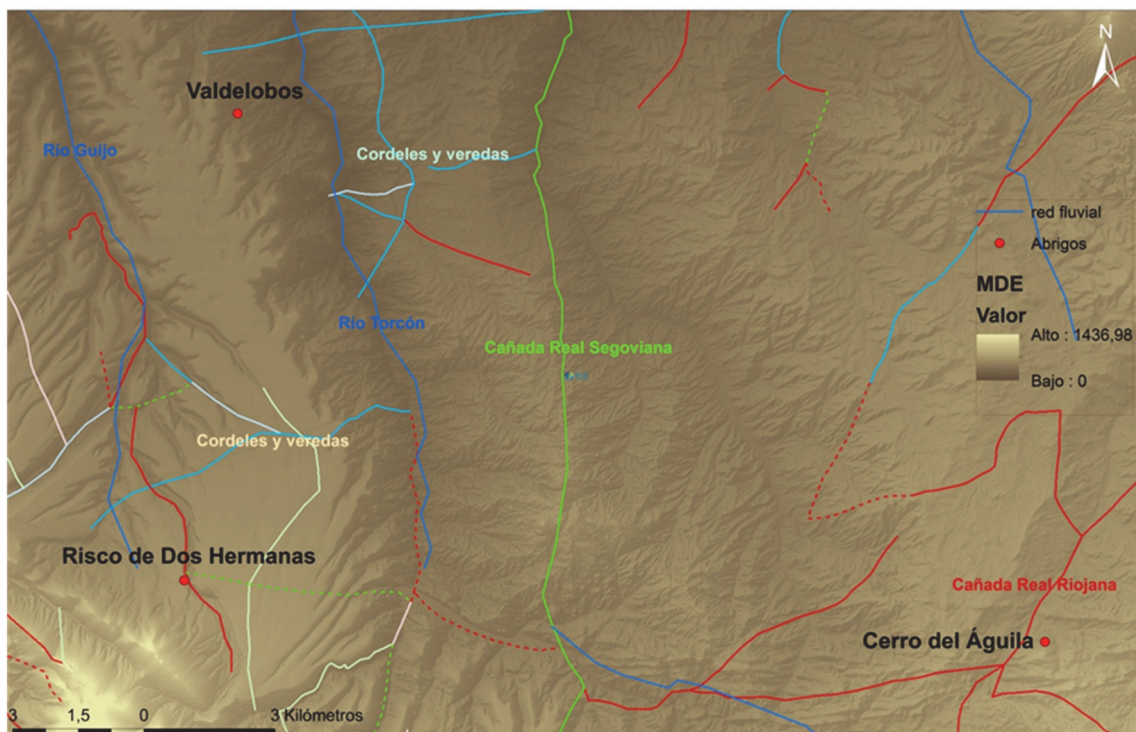 N
Valdelobos
Río Guijo
Cordeles y veredas
red fluvial
Abrigos
MDE
Valor
Alto : 1436,98
Bajo : 0
Río Torcón
Cañada Real Segoviana
Cordeles y veredas
Risco de Dos Hermanas
Cañada Real Riojana
Cerro del Águila
3 1,5 0 3 Kilómetros